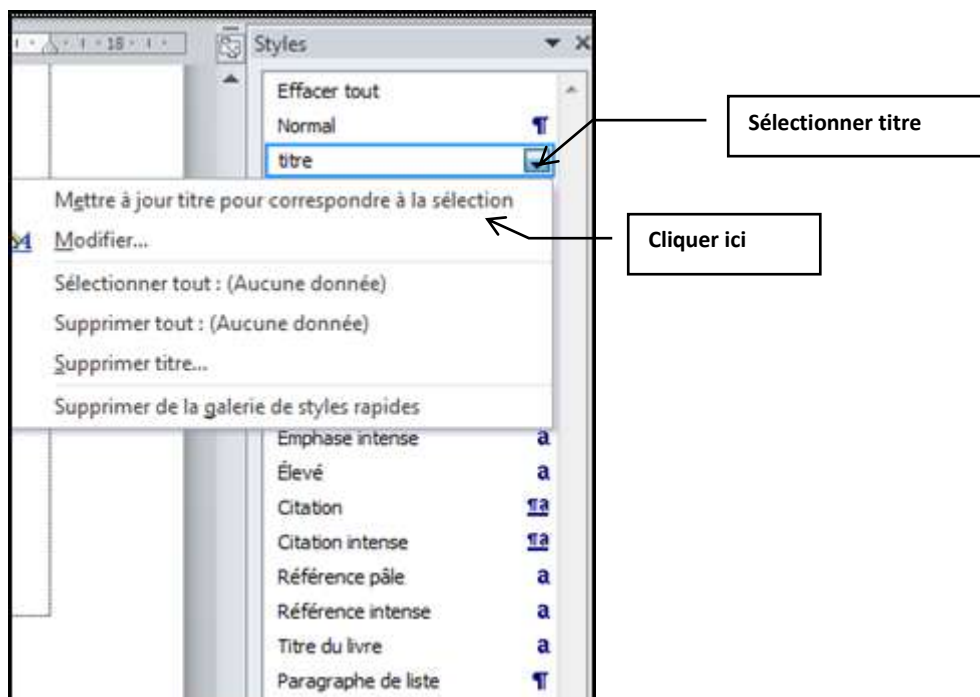 18
Styles
Effacer tout
Normal ¶
titre
Sélectionner titre
Mettre à jour titre pour correspondre à la sélection
Modifier...
Cliquer ici
Sélectionner tout : (Aucune donnée)
Supprimer tout : (Aucune donnée)
Supprimer titre...
Supprimer de la galerie de styles rapides
Emphase intense a
Élevé a
Citation ¶a
Citation intense ¶a
Référence pâle a
Référence intense a
Titre du livre a
Paragraphe de liste ¶